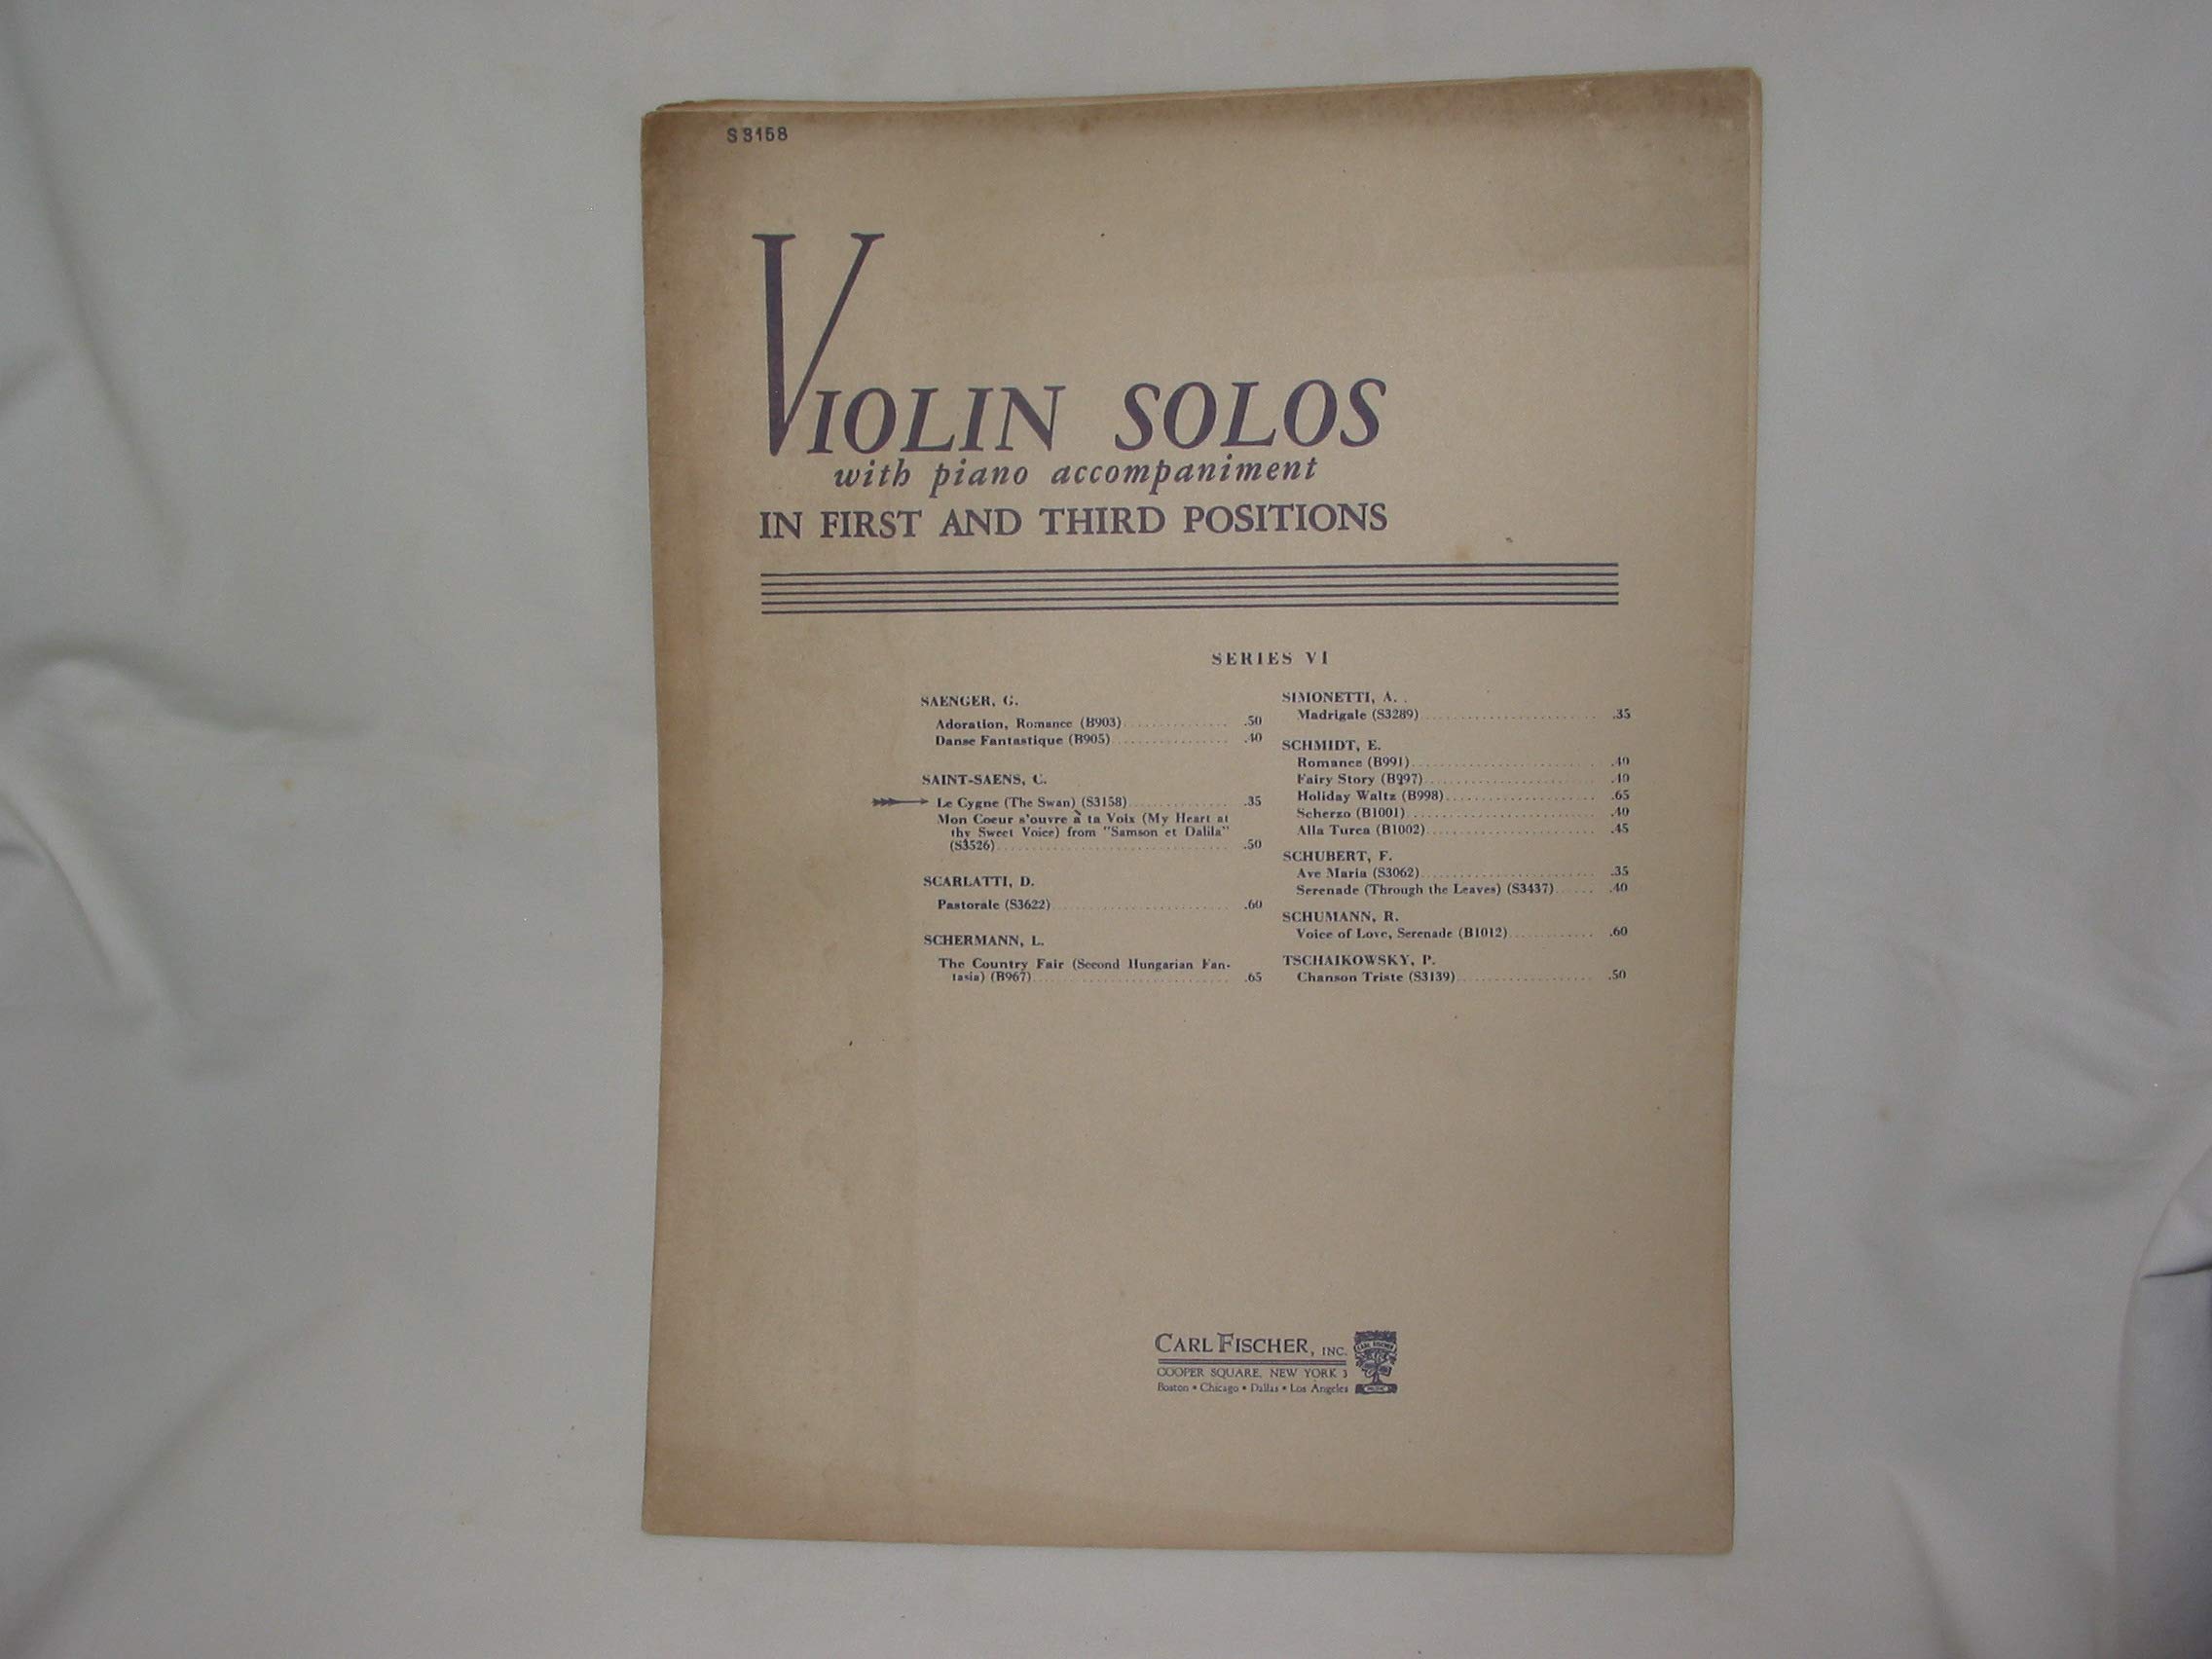 S3158
VIOLIN SOLOS
with piano accompaniment
IN FIRST AND THIRD POSITIONS
SERIES VI
SAENGER, G.
Adoration, Romance (B903) .50
Danse Fantastique (B905) .40
SAINT-SAENS, C.
Le Cygne (The Swan) (S3158) .35
Mon Coeur s'ouvre à ta Voix (My Heart at
thy Sweet Voice) from "Samson et Dalila"
(S3526) .50
SCARLATTI, D.
Pastorale (S3622) .60
SCHERMANN, L.
The Country Fair (Second Hungarian Fan-
tasia) (B967) .65
SIMONETTI, A.
Madrigale (S3289) .35
SCHMIDT, E.
Romance (B991) .40
Fairy Story (B997) .40
Holiday Waltz (B998) .65
Scherzo (B1001) .40
Alla Turca (B1002) .45
SCHUBERT, F.
Ave Maria (S3062) .35
Serenade (Through the Leaves) (S3437) .40
SCHUMANN, R.
Voice of Love, Serenade (B1012) .60
TSCHAIKOWSKY, P.
Chanson Triste (S3139) .50
CARL FISCHER, INC.
COOPER SQUARE, NEW YORK 3
Boston • Chicago • Dallas • Los Angeles
CARL FISCHER
MUSIC